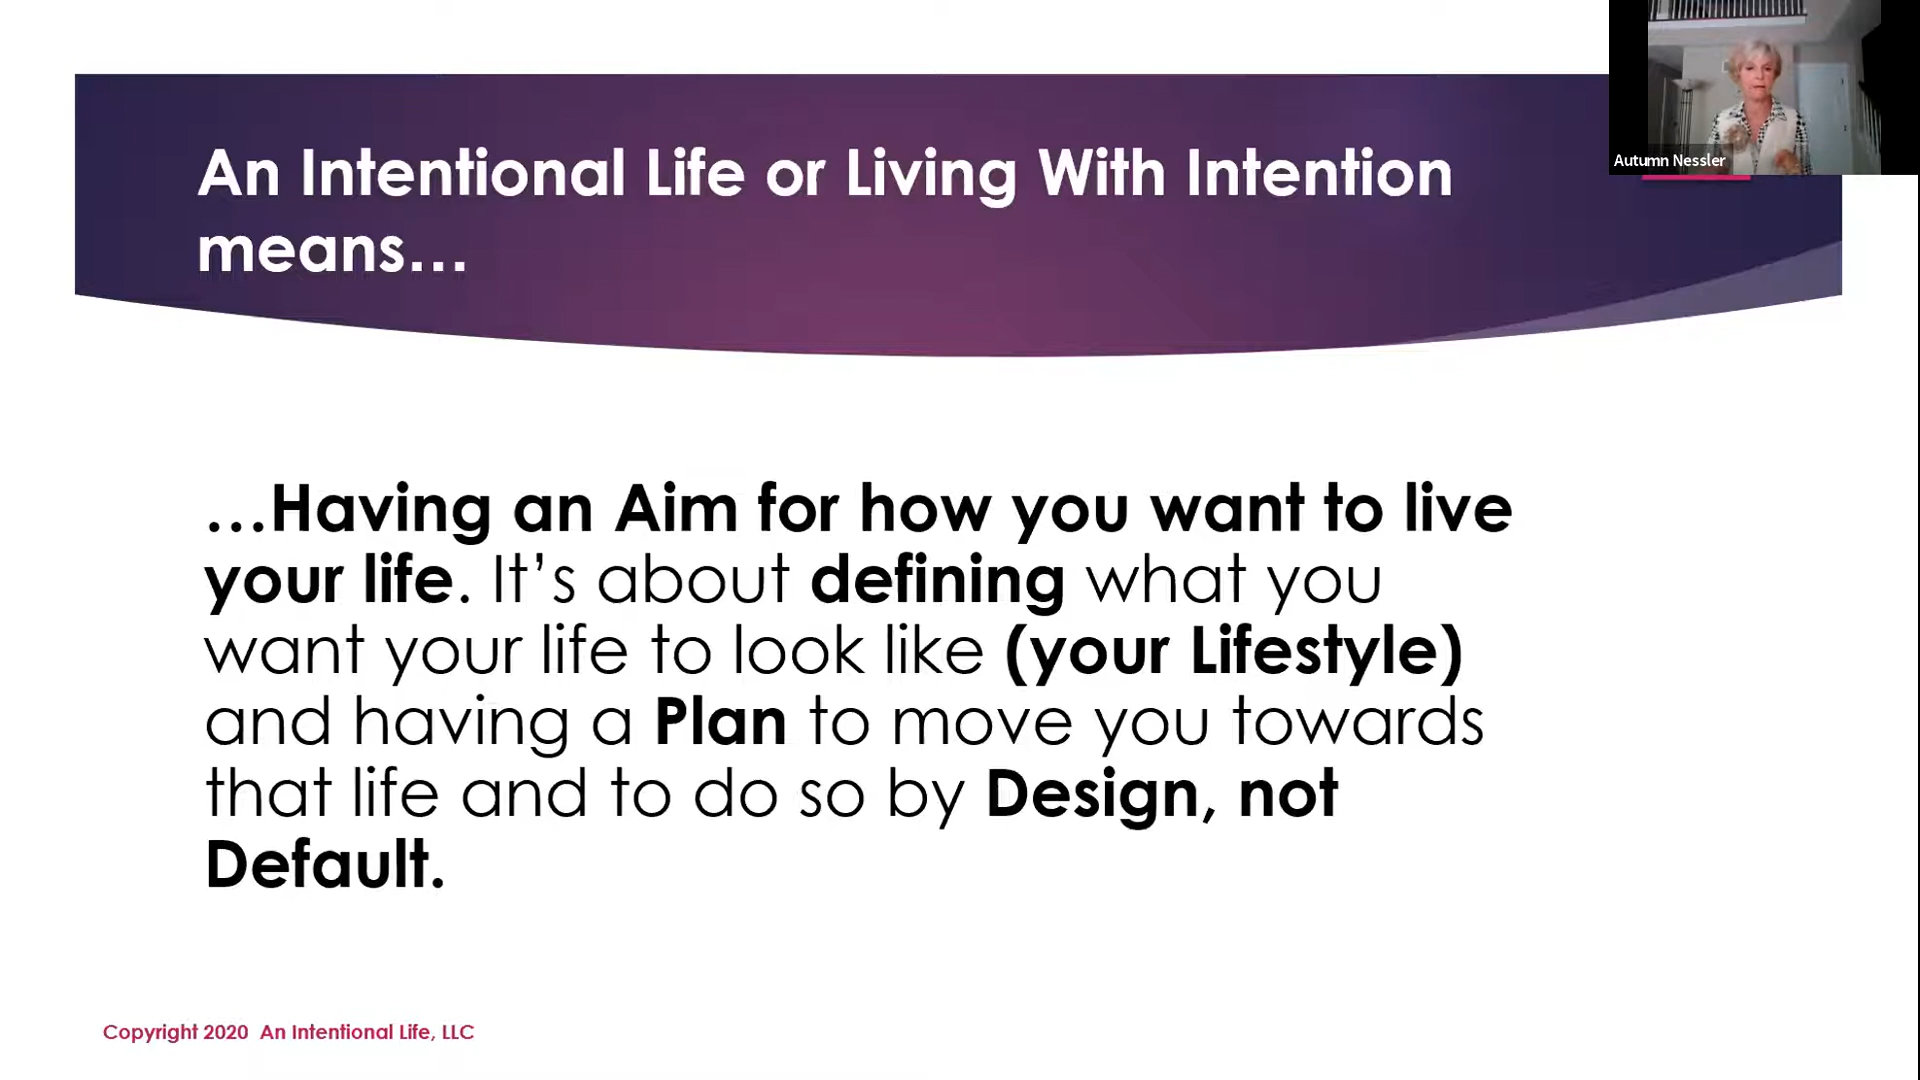 An Intentional Life or Living With Intention
means…
Autumn Nessler
…Having an Aim for how you want to live
your life. It’s about defining what you
want your life to look like (your Lifestyle)
and having a Plan to move you towards
that life and to do so by Design, not
Default.
Copyright 2020  An Intentional Life, LLC